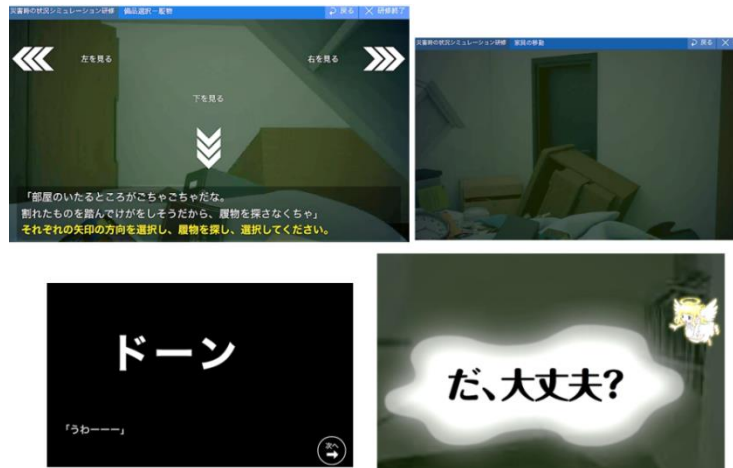 災害時の状況シミュレーション研修 備品選択－履物 戻る 研修終了
左を見る
右を見る
下を見る
「部屋のいたるところがごちゃごちゃだな。
割れたものを踏んでけがをしそうだから、履物を探さなくちゃ」
それぞれの矢印の方向を選択し、履物を探し、選択してください。
災害時の状況シミュレーション研修 家具の移動 戻る
ドーン
「うわーーー」
次へ
だ、大丈夫?